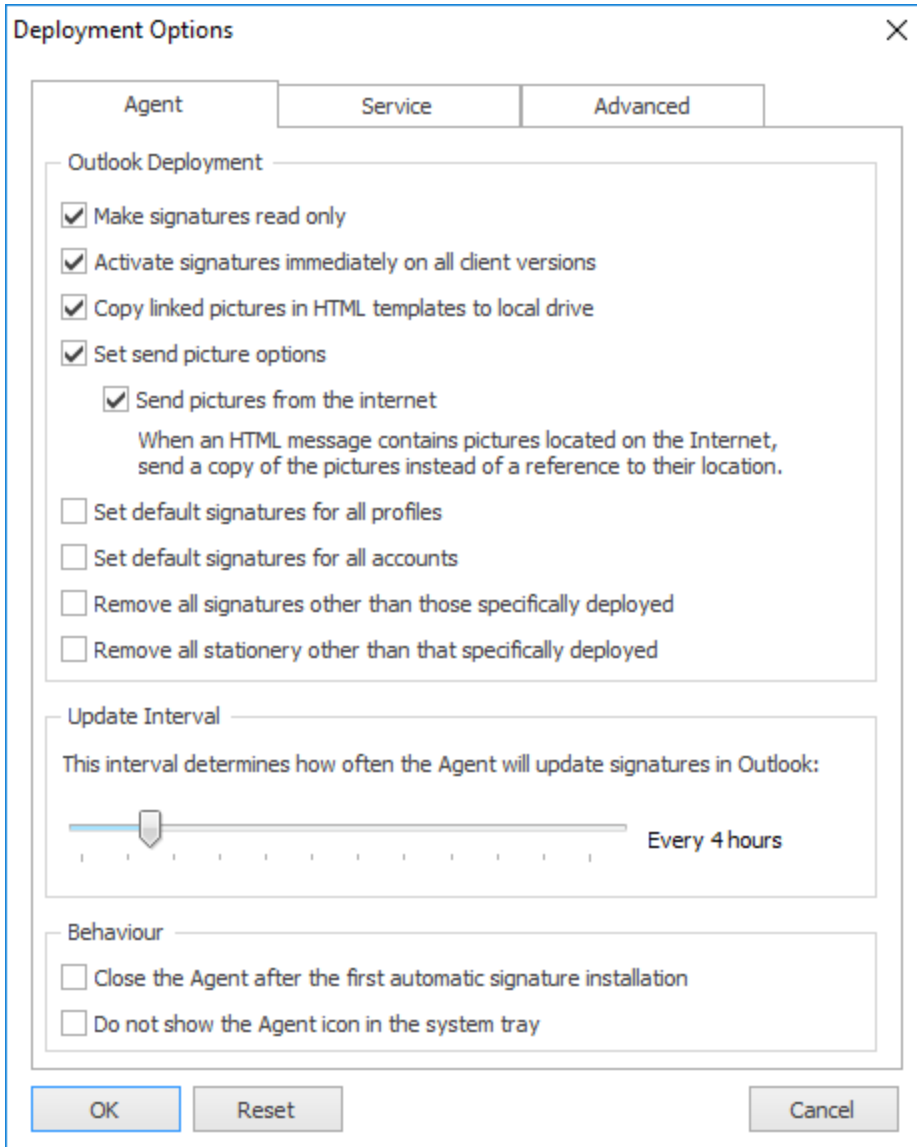 Deployment Options
Agent
Service
Advanced
Outlook Deployment
Make signatures read only
Activate signatures immediately on all client versions
Copy linked pictures in HTML templates to local drive
Set send picture options
Send pictures from the internet
When an HTML message contains pictures located on the Internet,
send a copy of the pictures instead of a reference to their location.
Set default signatures for all profiles
Set default signatures for all accounts
Remove all signatures other than those specifically deployed
Remove all stationery other than that specifically deployed
Update Interval
This interval determines how often the Agent will update signatures in Outlook:
Every 4 hours
Behaviour
Close the Agent after the first automatic signature installation
Do not show the Agent icon in the system tray
OK
Reset
Cancel